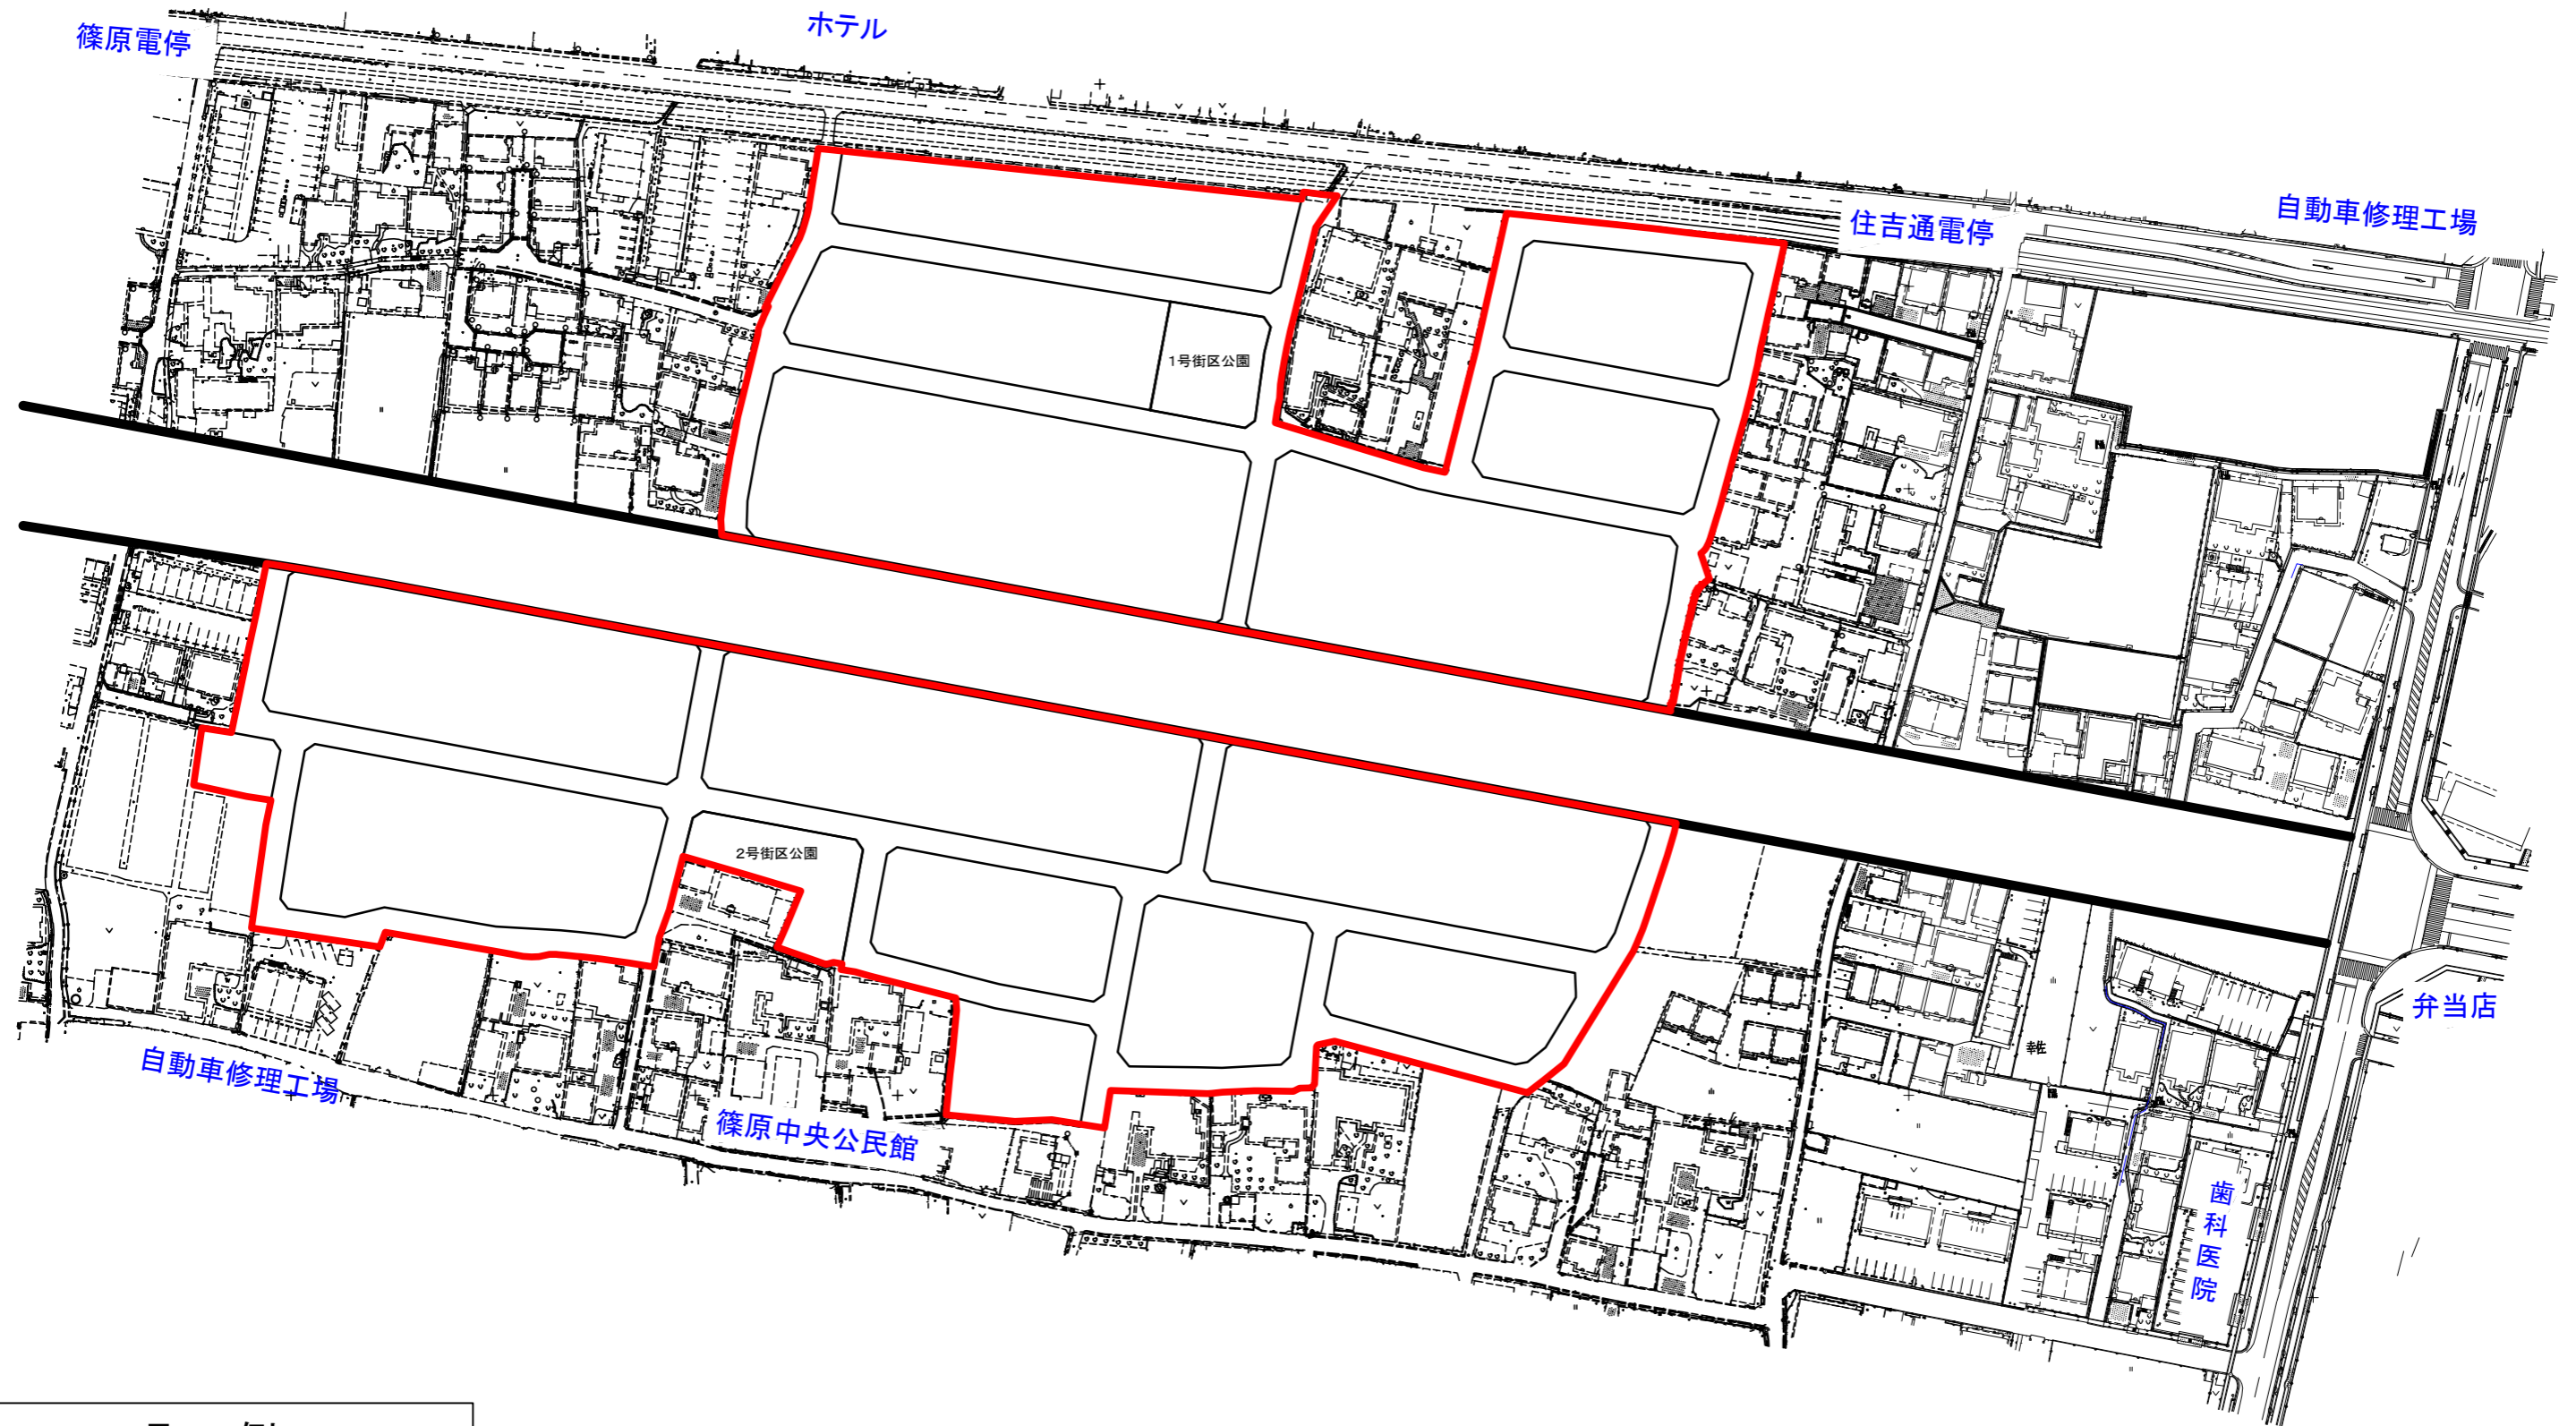 ホテル
篠原電停
自動車修理工場
住吉通電停
1号街区公園
2号街区公園
弁当店
自動車修理工場
篠原中央公民館
歯科医院